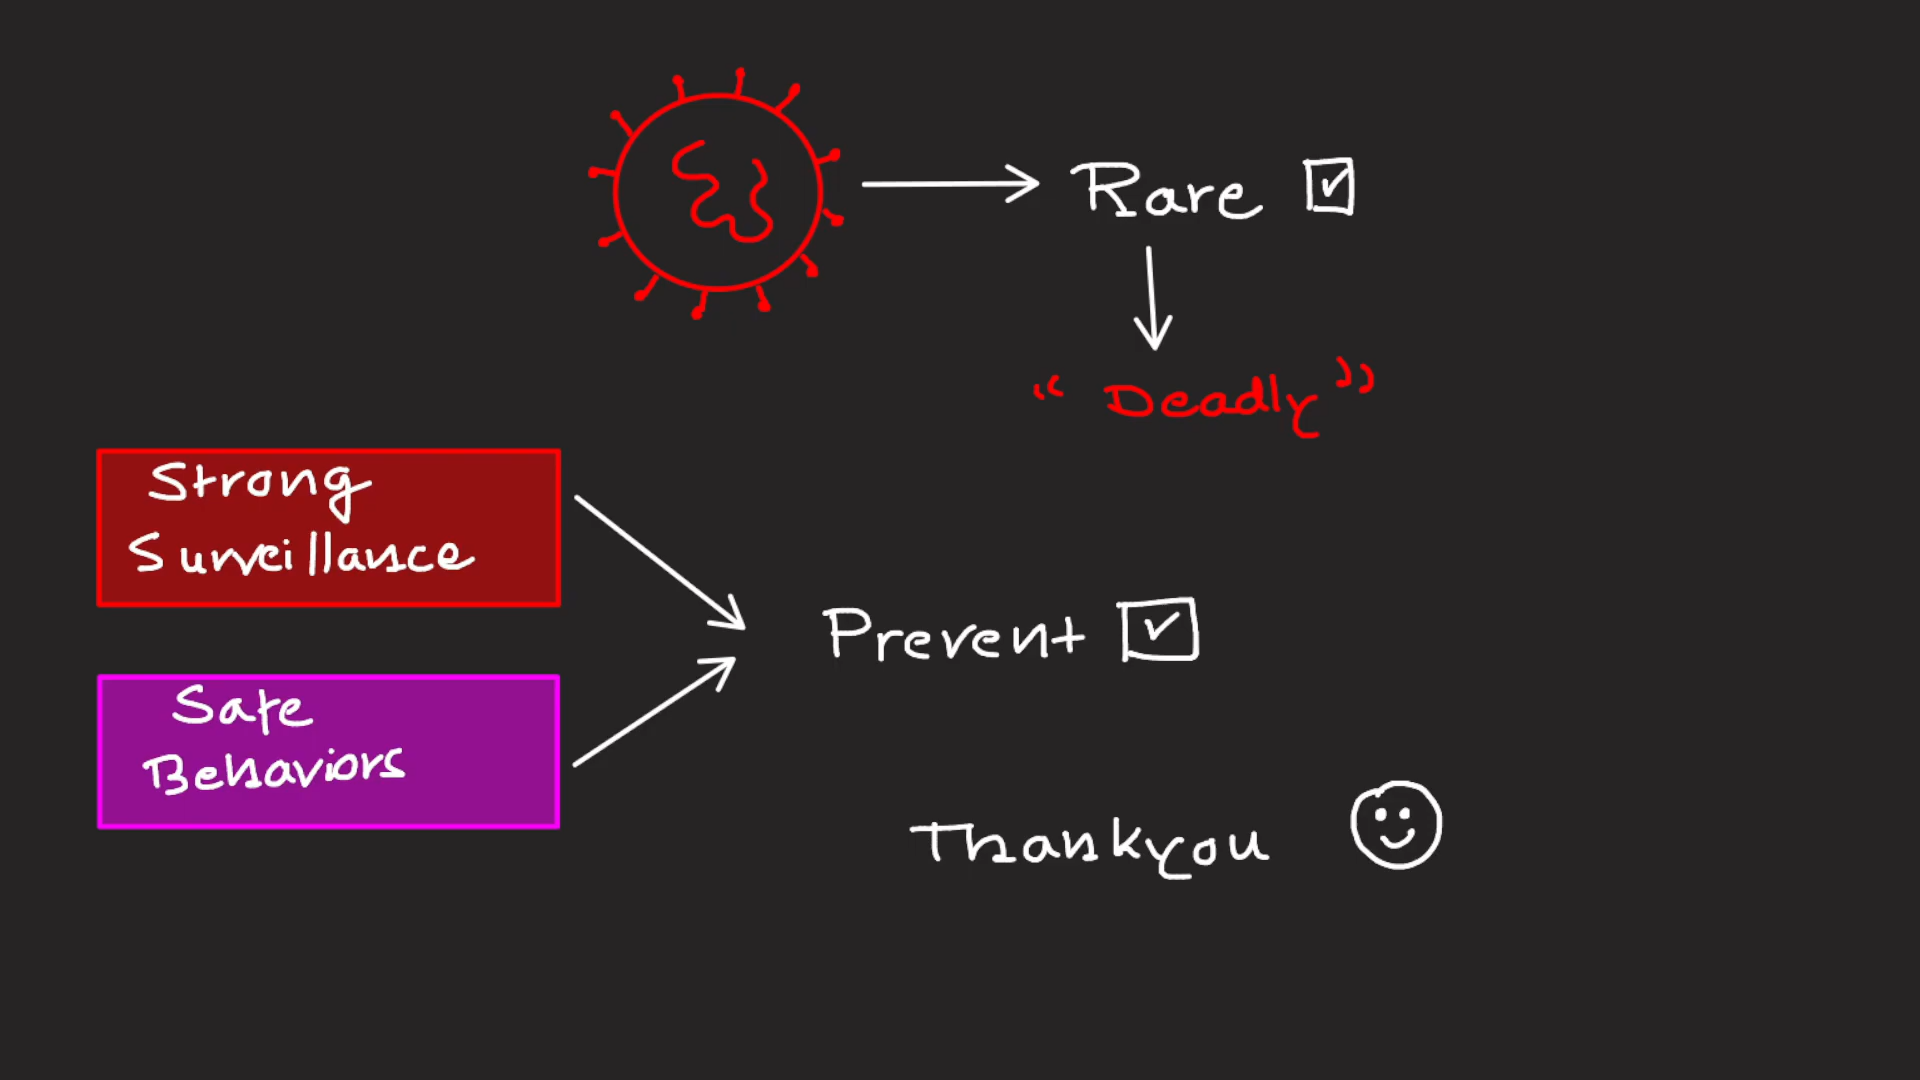 Rare
"Deadly"
Strong
Surveillance
Prevent
Safe
Behaviors
Thankyou